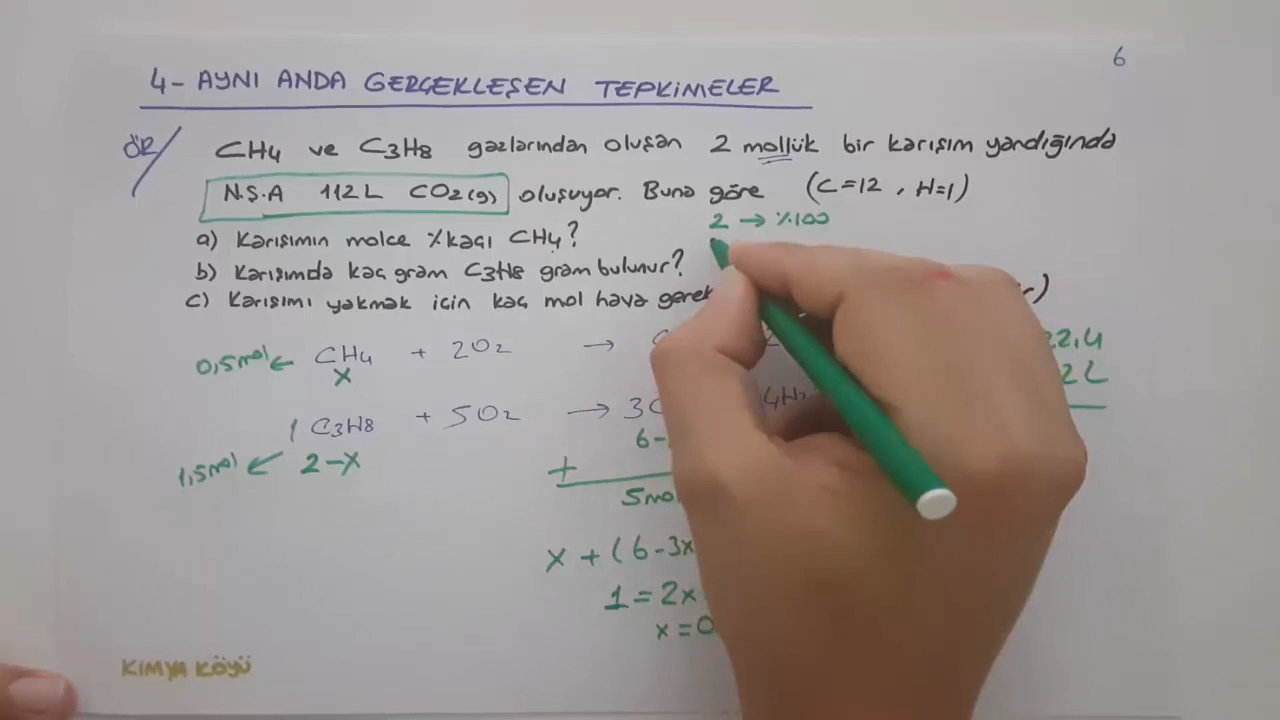 6
4- AYNI ANDA GERÇEKLEŞEN TEPKİMELER
ÖR/ CH4 ve C3H8 gazlarından oluşan 2 mollük bir karışım yandığında
N.Ş.A 112 L CO2(g) oluşuyor. Buna göre (C=12 , H=1)
2 → %100
a) Karışımın molce %kaçı CH4?
b) Karışımda kaç gram C3H8 gram bulunur?
c) Karışımı yakmak için kaç mol hava gerek
0,5mol ← CH4 + 2O2 →
22,4
2L
X
1 C3H8 + 5O2 → 3C 4H2
6-
1,5mol ← 2-X
+
5mol
X + (6-3x
1 = 2x
x = 0
KİMYA KÖYÜ